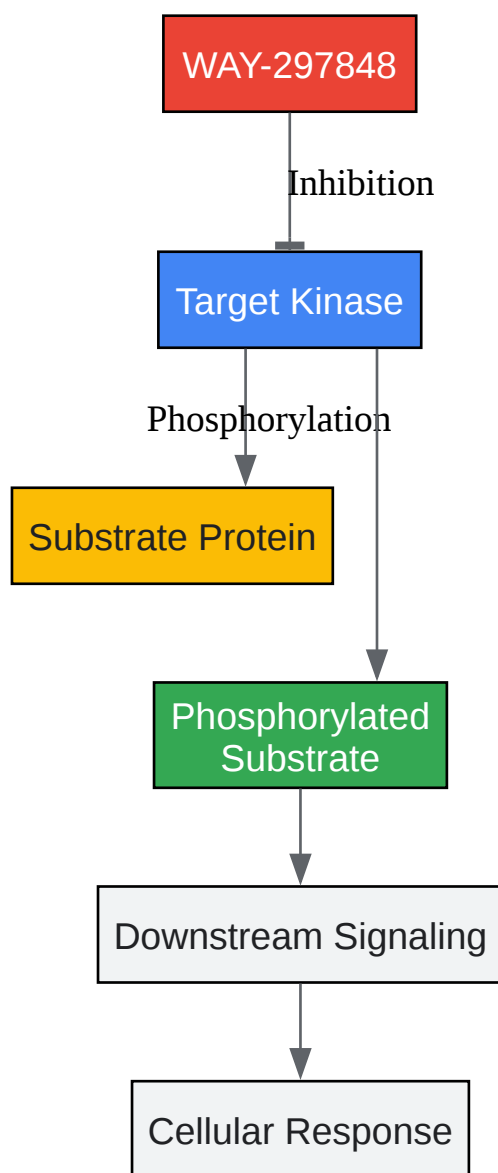 WAY-297848
Inhibition
Target Kinase
Phosphorylation
Substrate Protein
Phosphorylated
Substrate
Downstream Signaling
Cellular Response